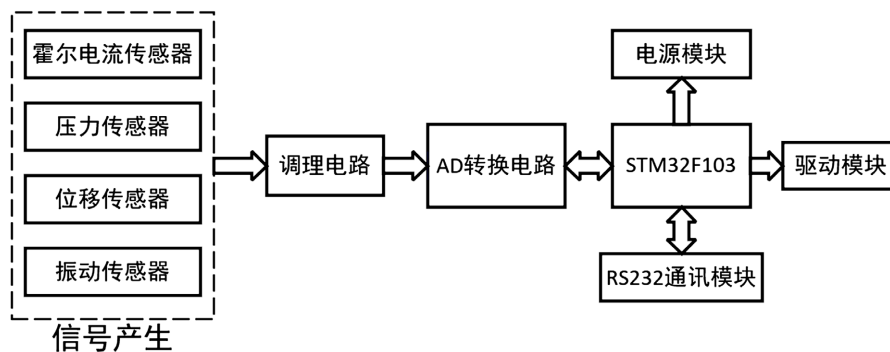 霍尔电流传感器
压力传感器
位移传感器
振动传感器
信号产生
调理电路
AD转换电路
电源模块
STM32F103
驱动模块
RS232通讯模块